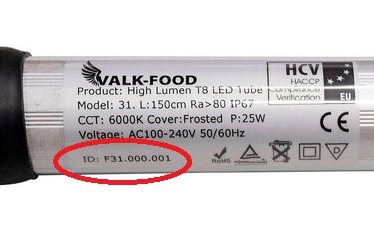 VALK-FOOD
Product: High Lumen T8 LED Tube
Model: 31. L:150cm Ra>80 IP67
CCT: 6000K Cover:Frosted P:25W
Voltage: AC100-240V 50/60Hz
ID: F31.000.001
HCV
HACCP
Compliance
Verification
EU
CE
RoHS
D